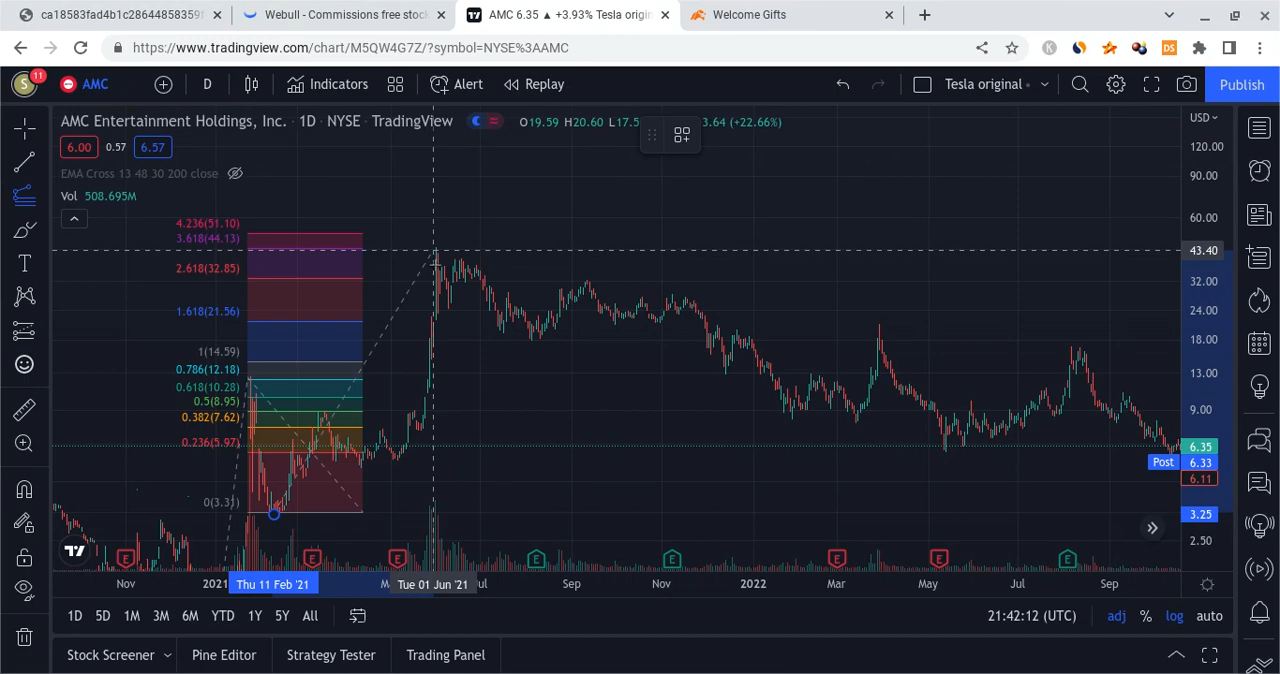 ca18583fad4b1c28644858359f
Webull - Commissions free stock
AMC 6.35 ▲ +3.93% Tesla origin
Welcome Gifts
https://www.tradingview.com/chart/M5QW4G7Z/?symbol=NYSE%3AAMC
S 11 AMC D Indicators Alert Replay Tesla original Publish
AMC Entertainment Holdings, Inc. · 1D · NYSE · TradingView O19.59 H20.60 L17.5 3.64 (+22.66%) USD
6.00 0.57 6.57
EMA Cross 13 48 30 200 close
Vol 508.695M
120.00
90.00
60.00
43.40
32.00
24.00
18.00
13.00
9.00
6.35
Post 6.33
6.11
3.25
2.50
4.236(51.10)
3.618(44.13)
2.618(32.85)
1.618(21.56)
1(14.59)
0.786(12.18)
0.618(10.28)
0.5(8.95)
0.382(7.62)
0.236(5.97)
0(3.31)
E E E E E E E E
Nov 2021 Thu 11 Feb '21 Tue 01 Jun '21 Sep Nov 2022 Mar May Jul Sep
1D 5D 1M 3M 6M YTD 1Y 5Y All 21:42:12 (UTC) adj % log auto
Stock Screener Pine Editor Strategy Tester Trading Panel